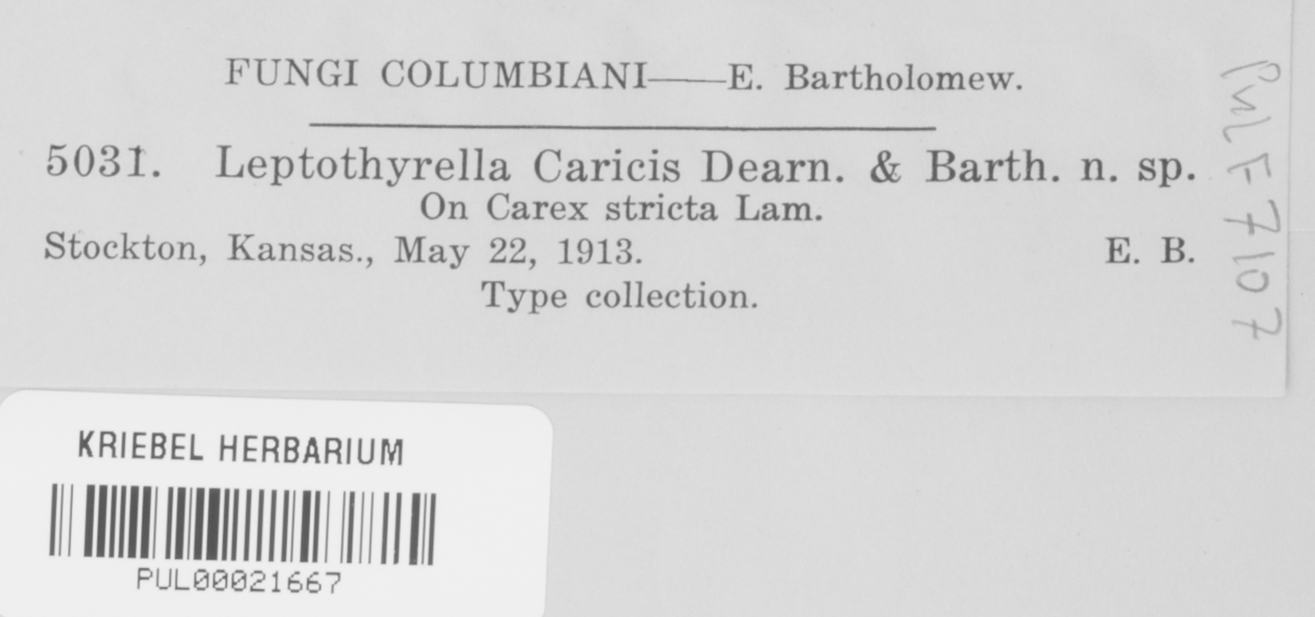 FUNGI COLUMBIANI——E. Bartholomew.
5031. Leptothyrella Caricis Dearn. & Barth. n. sp.
On Carex stricta Lam.
Stockton, Kansas., May 22, 1913. E. B.
Type collection.
PUL F7107
KRIEBEL HERBARIUM
PUL00021667